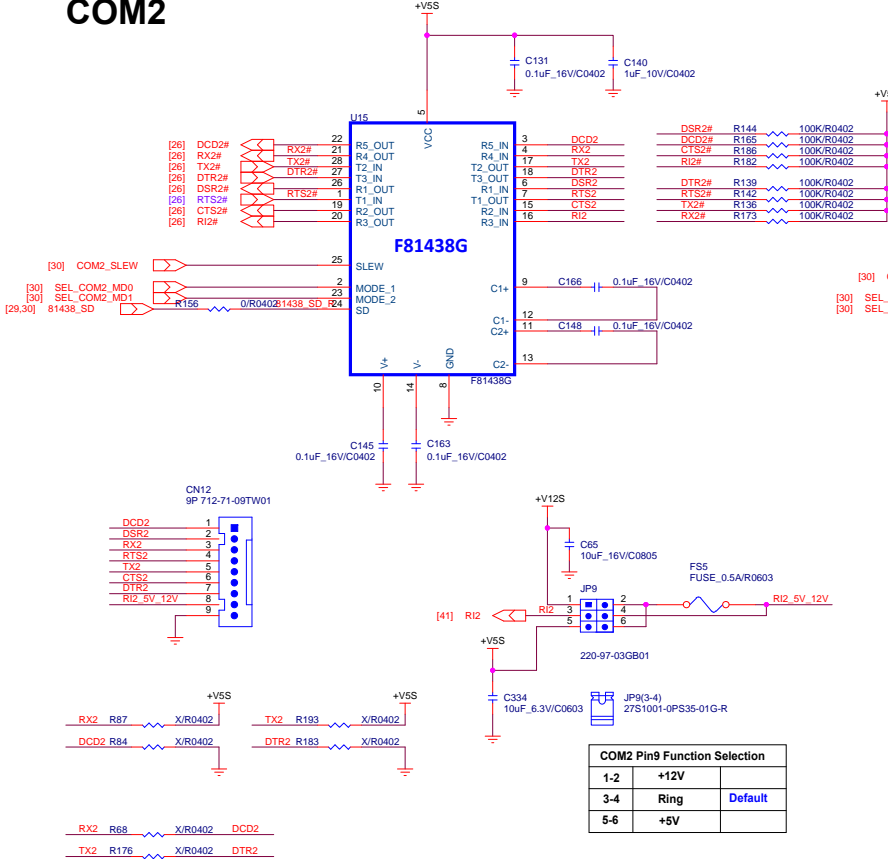 COM2
+V5S
C131
0.1uF_16V/C0402
C140
1uF_10V/C0402
U15
5
VCC
[26] DCD2# 22 R5_OUT
[26] RX2# RX2# 21 R4_OUT
[26] TX2# TX2# 28 T2_IN
[26] DTR2# DTR2# 27 T3_IN
[26] DSR2# 26 R1_OUT
[26] RTS2# RTS2# 1 T1_IN
[26] CTS2# 19 R2_OUT
[26] RI2# 20 R3_OUT
R5_IN 3 DCD2
R4_IN 4 RX2
T2_OUT 17 TX2
T3_OUT 18 DTR2
R1_IN 6 DSR2
T1_OUT 7 RTS2
R2_IN 15 CTS2
R3_IN 16 RI2
DSR2# R144 100K/R0402
DCD2# R165 100K/R0402
CTS2# R186 100K/R0402
RI2# R182 100K/R0402
DTR2# R139 100K/R0402
RTS2# R142 100K/R0402
TX2# R136 100K/R0402
RX2# R173 100K/R0402
F81438G
[30] COM2_SLEW 25 SLEW
[30] SEL_COM2_MD0 2 MODE_1
[30] SEL_COM2_MD1 23 MODE_2
[29,30] 81438_SD R156 0/R0402 81438_SD_R 24 SD
C1+ 9 C166 0.1uF_16V/C0402
C1- 12
C2+ 11 C148 0.1uF_16V/C0402
C2- 13
[30]
[30] SEL_
[30] SEL_
V+ V- GND
10 14 8
F81438G
C145
0.1uF_16V/C0402
C163
0.1uF_16V/C0402
CN12
9P 712-71-09TW01
DCD2 1
DSR2 2
RX2 3
RTS2 4
TX2 5
CTS2 6
DTR2 7
RI2_5V_12V 8
9
+V12S
C65
10uF_16V/C0805
JP9
1 2
[41] RI2 RI2 3 4
5 6
FS5
FUSE_0.5A/R0603
RI2_5V_12V
220-97-03GB01
+V5S
C334
10uF_6.3V/C0603
JP9(3-4)
27S1001-0PS35-01G-R
+V5S
RX2 R87 X/R0402
DCD2 R84 X/R0402
+V5S
TX2 R193 X/R0402
DTR2 R183 X/R0402
COM2 Pin9 Function Selection
1-2 +12V
3-4 Ring Default
5-6 +5V
RX2 R68 X/R0402 DCD2
TX2 R176 X/R0402 DTR2